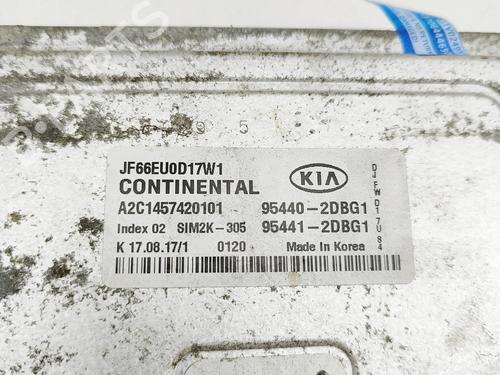 JF66EU0D17W1
CONTINENTAL
KIA
A2C1457420101 95440-2DBG1
Index 02 SIM2K-305 95441-2DBG1
K 17.08.17/1 0120 Made In Korea
DJFWD17US4